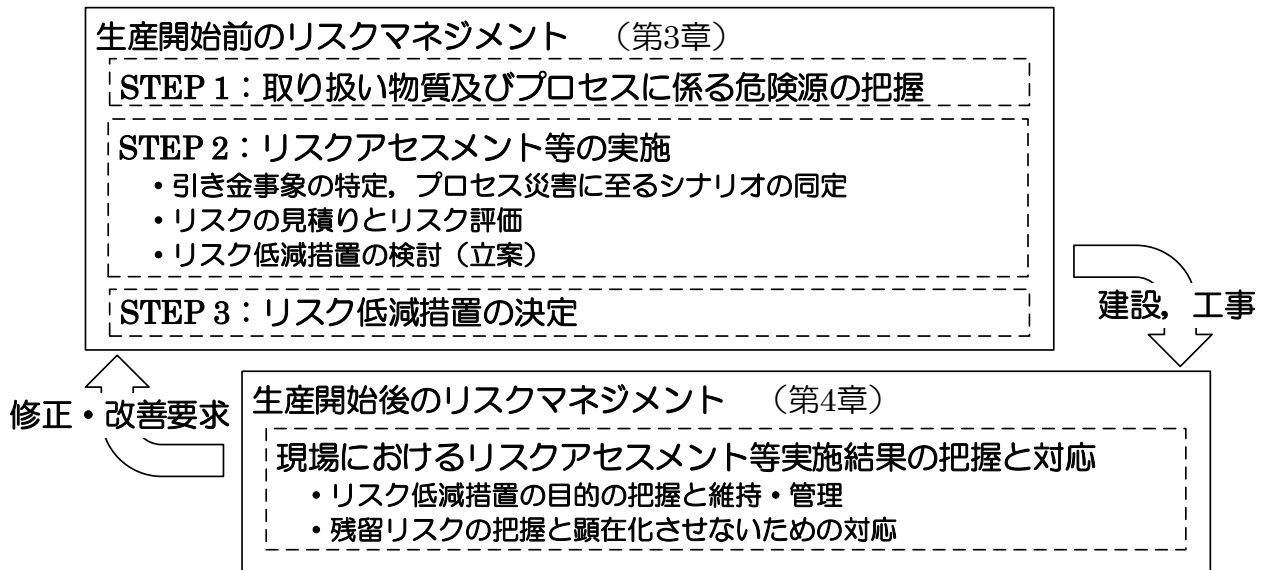 生産開始前のリスクマネジメント （第3章）
STEP 1：取り扱い物質及びプロセスに係る危険源の把握
STEP 2：リスクアセスメント等の実施
・引き金事象の特定，プロセス災害に至るシナリオの同定
・リスクの見積りとリスク評価
・リスク低減措置の検討（立案）
STEP 3：リスク低減措置の決定
建設，工事
修正・改善要求
生産開始後のリスクマネジメント （第4章）
現場におけるリスクアセスメント等実施結果の把握と対応
・リスク低減措置の目的の把握と維持・管理
・残留リスクの把握と顕在化させないための対応